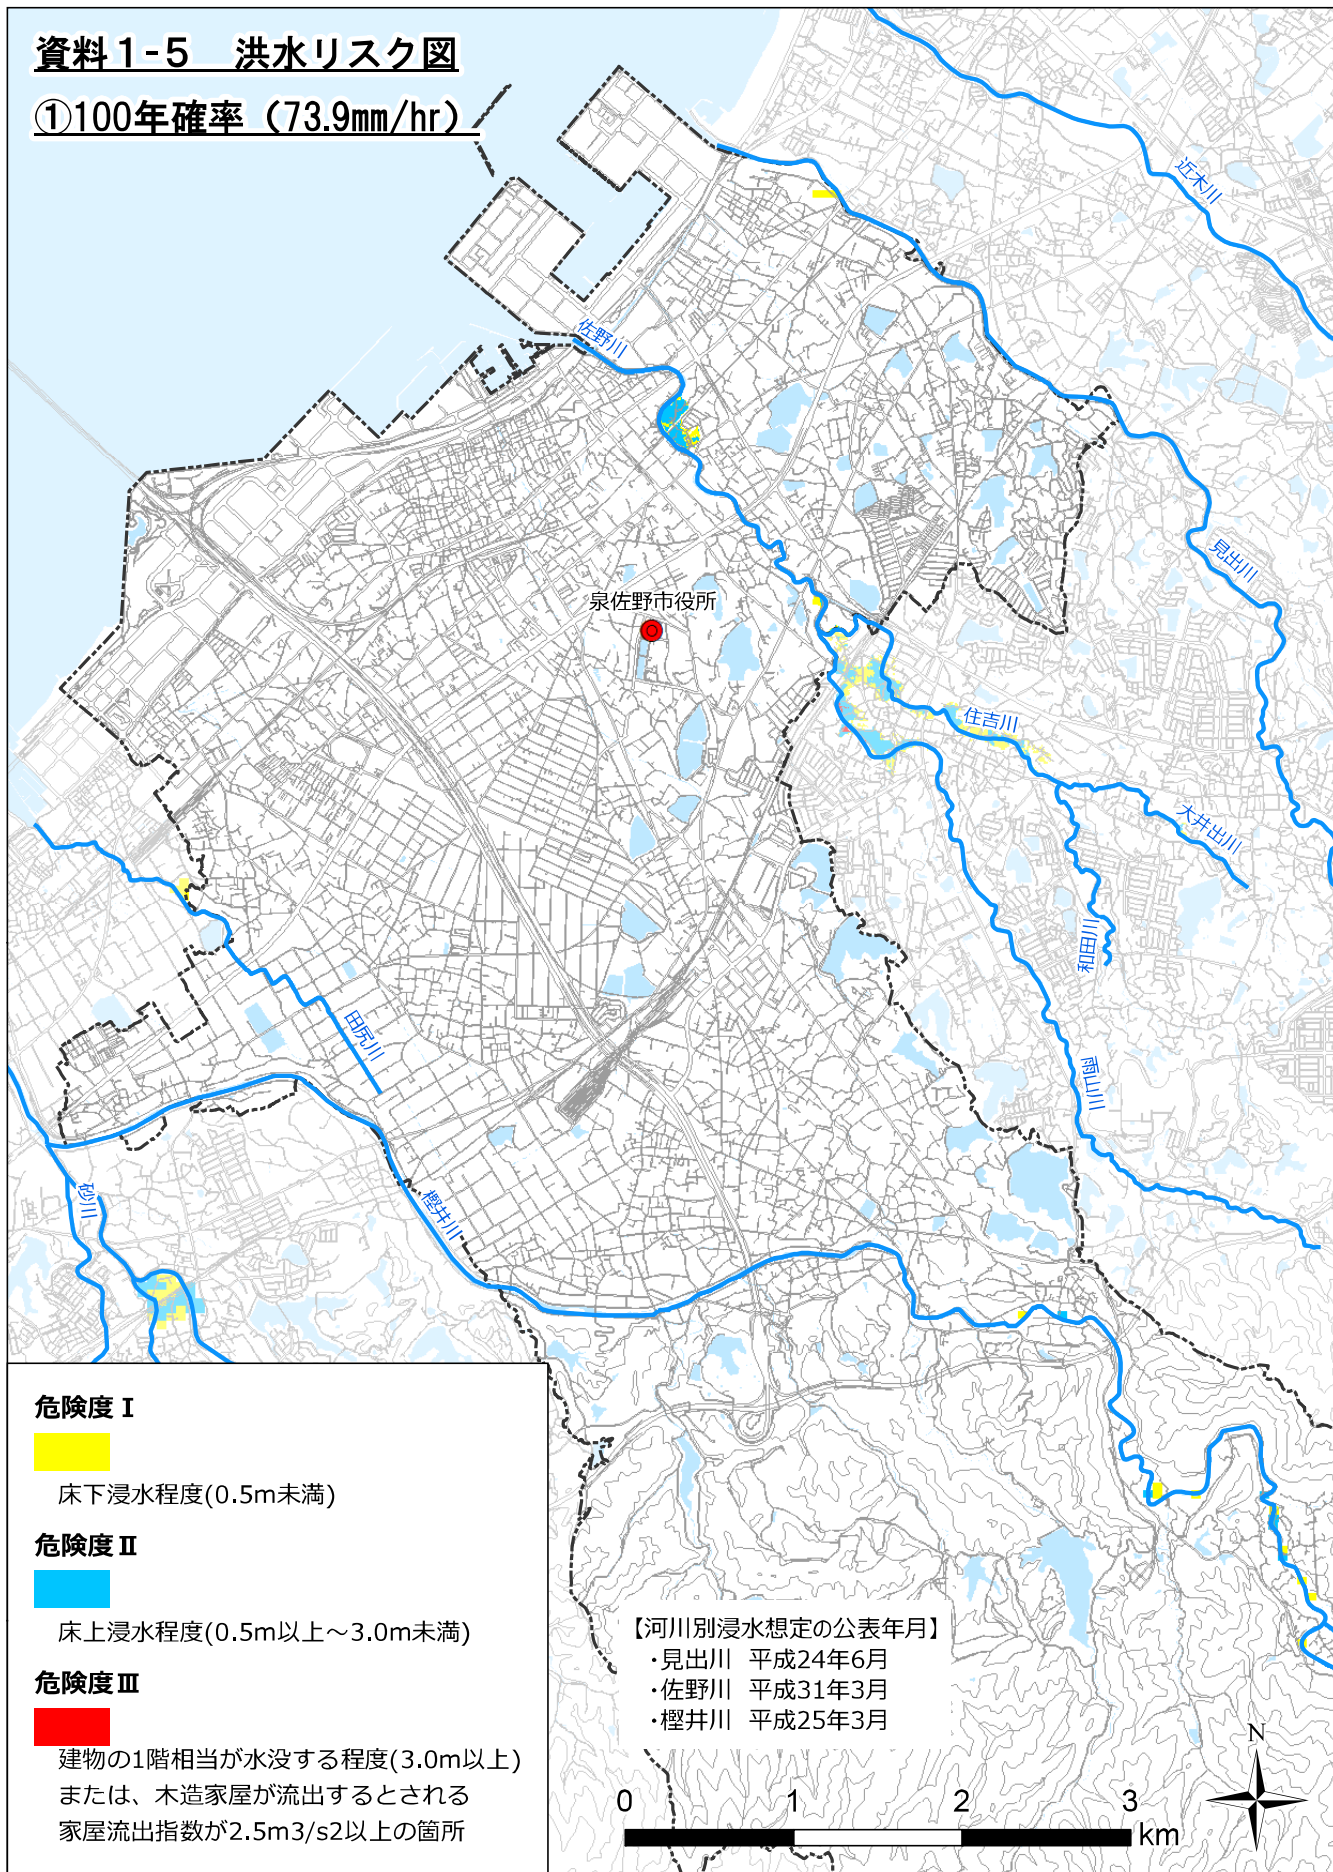 資料1-5　洪水リスク図
①100年確率（73.9mm/hr）
近木川
佐野川
見出川
泉佐野市役所
住吉川
大井出川
和田川
田尻川
雨山川
砂川
樫井川
危険度Ⅰ
床下浸水程度(0.5m未満)
危険度Ⅱ
床上浸水程度(0.5m以上～3.0m未満)
危険度Ⅲ
建物の1階相当が水没する程度(3.0m以上)
または、木造家屋が流出するとされる
家屋流出指数が2.5m3/s2以上の箇所
【河川別浸水想定の公表年月】
・見出川　平成24年6月
・佐野川　平成31年3月
・樫井川　平成25年3月
N
0 1 2 3
km